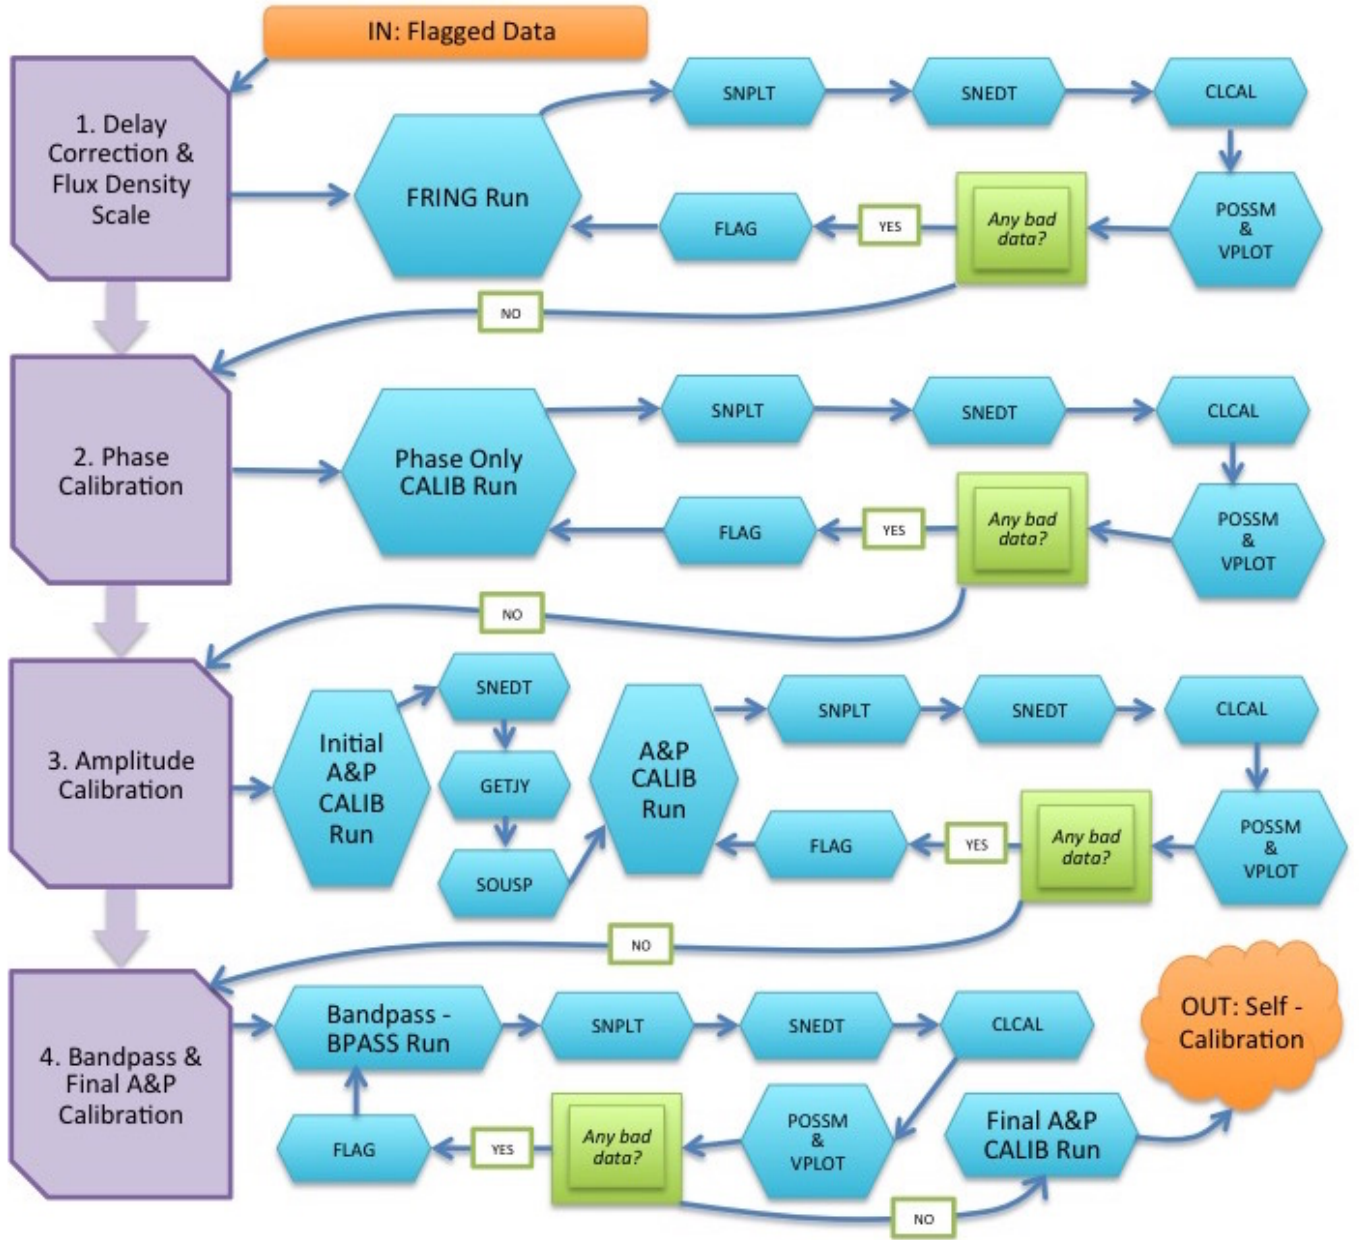 IN: Flagged Data
1. Delay
Correction &
Flux Density
Scale
FRING Run
SNPLT
SNEDT
CLCAL
POSSM
&
VPLOT
Any bad
data?
YES
FLAG
NO
2. Phase
Calibration
Phase Only
CALIB Run
SNPLT
SNEDT
CLCAL
POSSM
&
VPLOT
Any bad
data?
YES
FLAG
NO
3. Amplitude
Calibration
Initial
A&P
CALIB
Run
SNEDT
GETJY
SOUSP
A&P
CALIB
Run
SNPLT
SNEDT
CLCAL
POSSM
&
VPLOT
Any bad
data?
YES
FLAG
NO
4. Bandpass &
Final A&P
Calibration
Bandpass -
BPASS Run
SNPLT
SNEDT
CLCAL
POSSM
&
VPLOT
Any bad
data?
YES
FLAG
NO
Final A&P
CALIB Run
OUT: Self -
Calibration